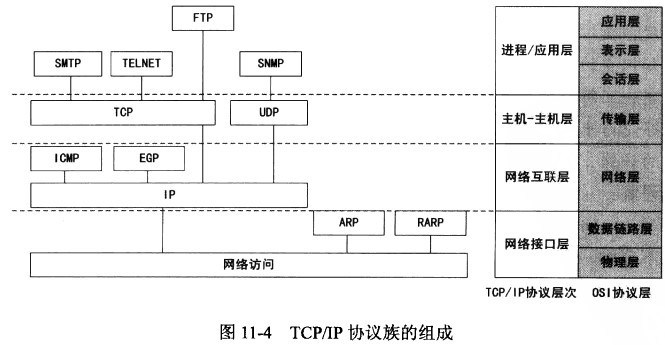 FTP
SMTP TELNET SNMP
TCP UDP
ICMP EGP
IP
ARP RARP
网络访问
进程/应用层
主机-主机层
网络互联层
网络接口层
应用层
表示层
会话层
传输层
网络层
数据链路层
物理层
TCP/IP协议层次 OSI协议层
图 11-4 TCP/IP 协议族的组成